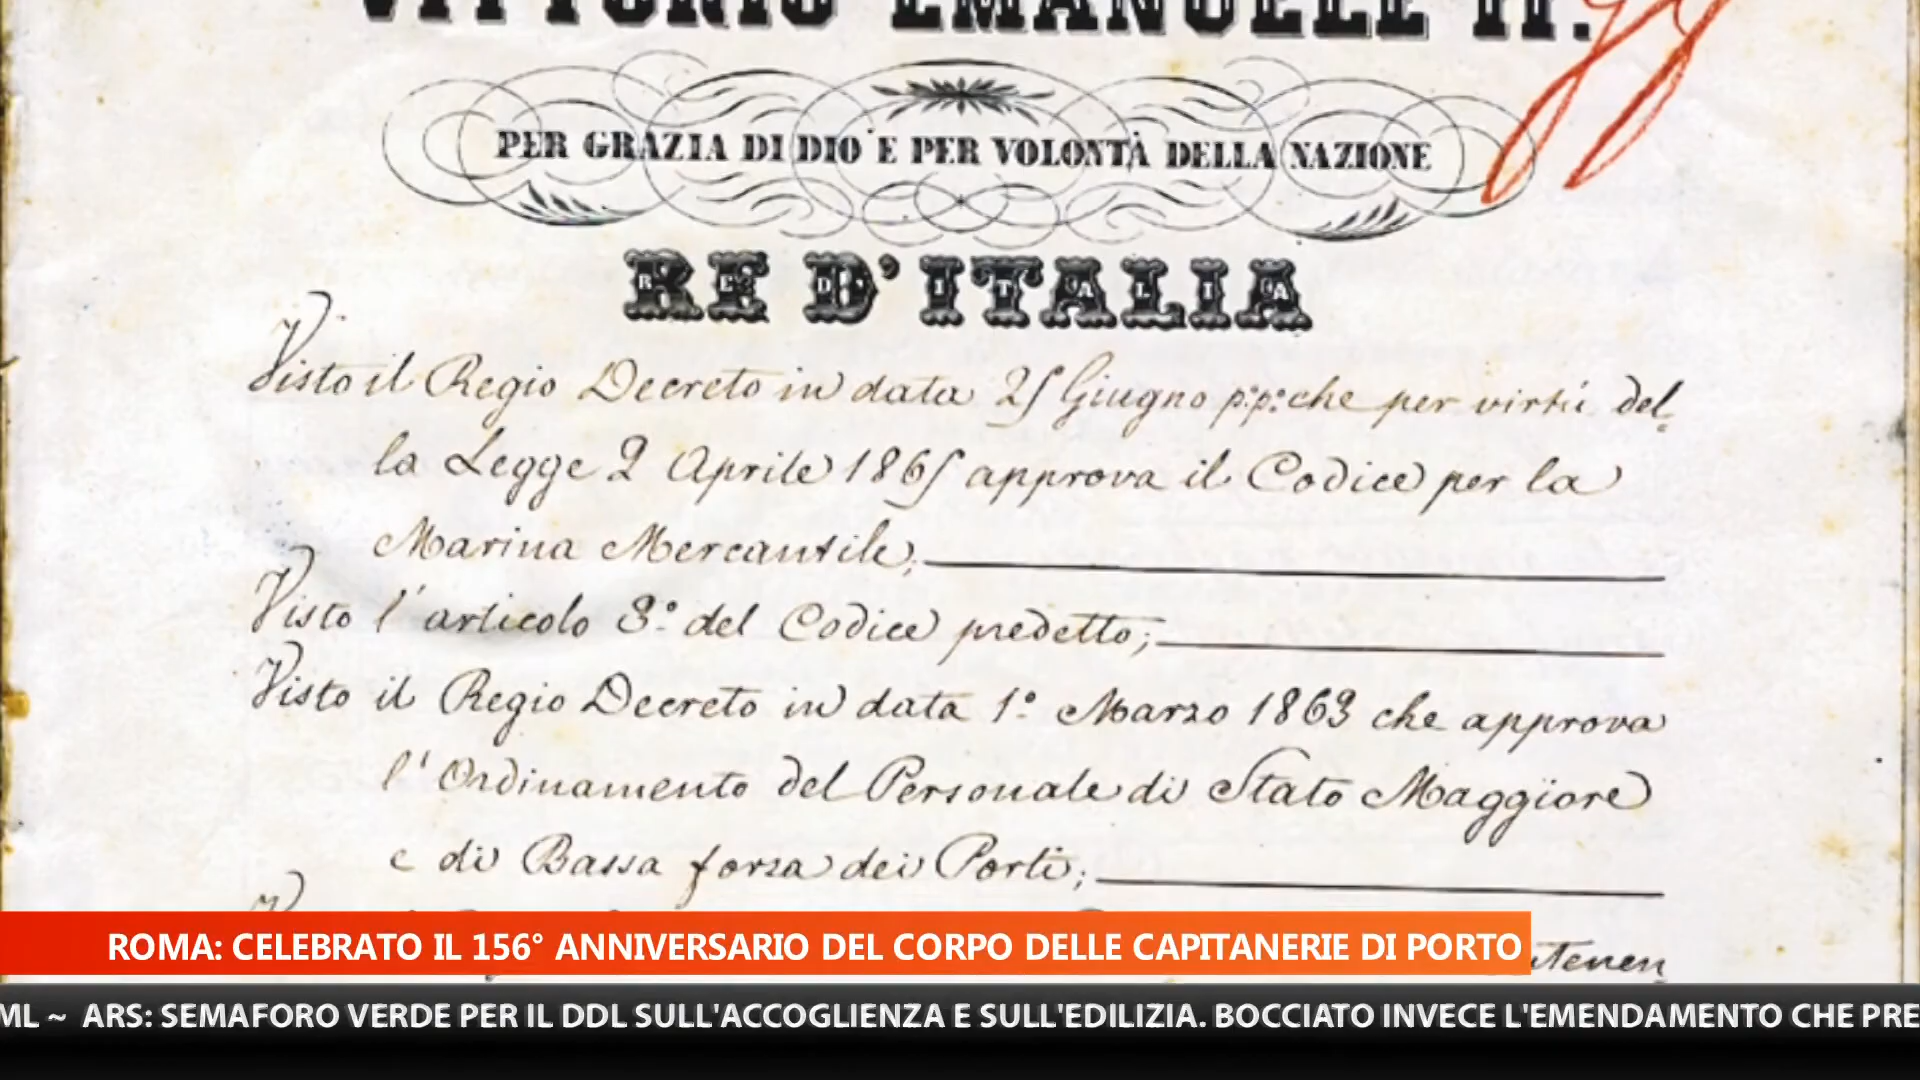 VITTORIO EMANUELE II.
PER GRAZIA DI DIO E PER VOLONTÀ DELLA NAZIONE
RE D'ITALIA
Visto il Regio Decreto in data 25 Giugno p:p: che per virtù del-
la Legge 2 Aprile 1865 approva il Codice per la
Marina Mercantile;
Visto l'articolo 3º del Codice predetto;
Visto il Regio Decreto in data 1º Marzo 1863 che approva
l'Ordinamento del Personale di Stato Maggiore
e di Bassa forza dei Porti;
ROMA: CELEBRATO IL 156° ANNIVERSARIO DEL CORPO DELLE CAPITANERIE DI PORTO
ML ~ ARS: SEMAFORO VERDE PER IL DDL SULL'ACCOGLIENZA E SULL'EDILIZIA. BOCCIATO INVECE L'EMENDAMENTO CHE PRE